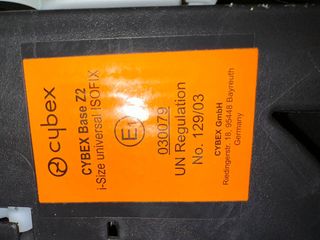 cybex
CYBEX Base Z2
i-Size universal ISOFIX
030079
UN Regulation
No. 129/03
CYBEX GmbH
Riedingerstr. 18, 95448 Bayreuth
Germany